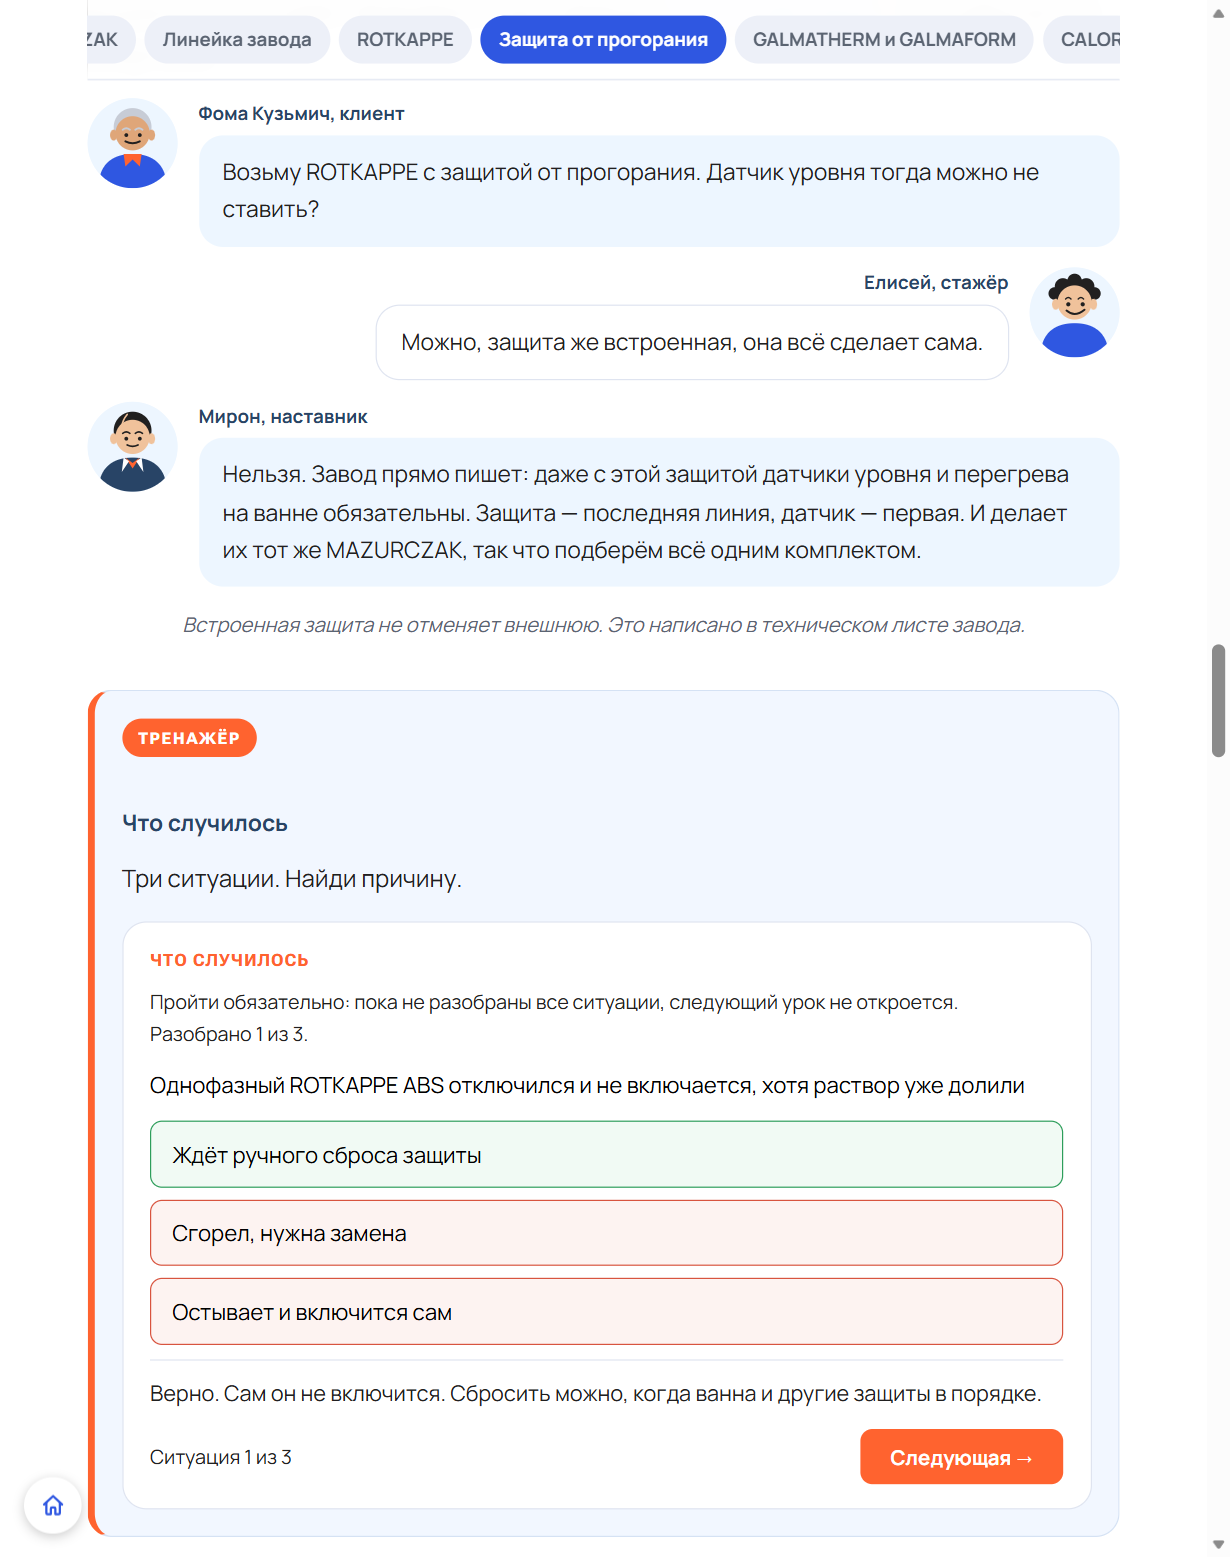 ZAK
Линейка завода
ROTKAPPE
Защита от прогорания
GALMATHERM и GALMAFORM
CALOR
Фома Кузьмич, клиент
Возьму ROTKAPPE с защитой от прогорания. Датчик уровня тогда можно не
ставить?
Елисей, стажёр
Можно, защита же встроенная, она всё сделает сама.
Мирон, наставник
Нельзя. Завод прямо пишет: даже с этой защитой датчики уровня и перегрева
на ванне обязательны. Защита — последняя линия, датчик — первая. И делает
их тот же MAZURCZAK, так что подберём всё одним комплектом.
Встроенная защита не отменяет внешнюю. Это написано в техническом листе завода.
ТРЕНАЖЁР
Что случилось
Три ситуации. Найди причину.
ЧТО СЛУЧИЛОСЬ
Пройти обязательно: пока не разобраны все ситуации, следующий урок не откроется.
Разобрано 1 из 3.
Однофазный ROTKAPPE ABS отключился и не включается, хотя раствор уже долили
Ждёт ручного сброса защиты
Сгорел, нужна замена
Остывает и включится сам
Верно. Сам он не включится. Сбросить можно, когда ванна и другие защиты в порядке.
Ситуация 1 из 3
Следующая →